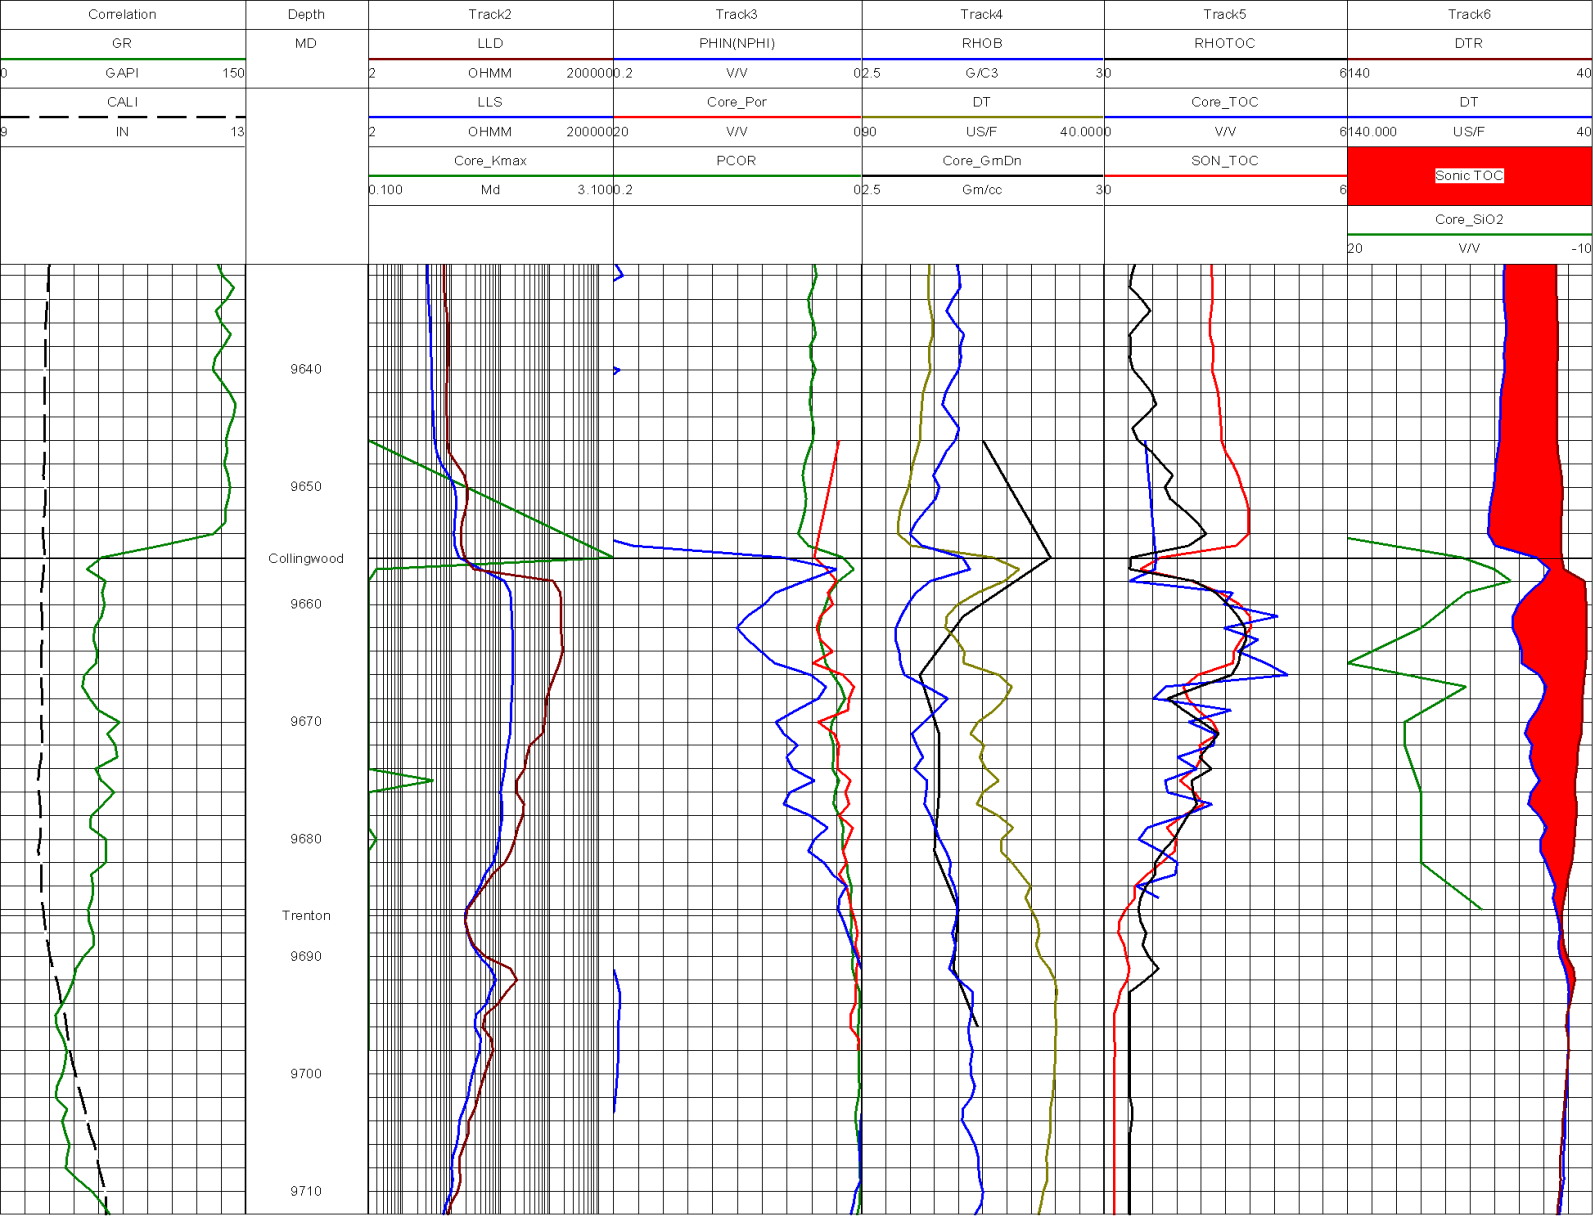 Correlation Depth Track2 Track3 Track4 Track5 Track6
GR MD LLD PHIN(NPHI) RHOB RHOTOC DTR
0 GAPI 150 2 OHMM 200000 0.2 V/V 0 2.5 G/C3 3 0 6 140 40
CALI LLS Core_Por DT Core_TOC DT
9 IN 13 2 OHMM 200000 20 V/V 0 90 US/F 40.000 0 V/V 6 140.000 US/F 40
Core_Kmax PCOR Core_GmDn SON_TOC Sonic TOC
0.100 Md 3.100 0.2 0 2.5 Gm/cc 3 0 6
Core_SiO2
20 V/V -10
9640
9650
Collingwood
9660
9670
9680
Trenton
9690
9700
9710